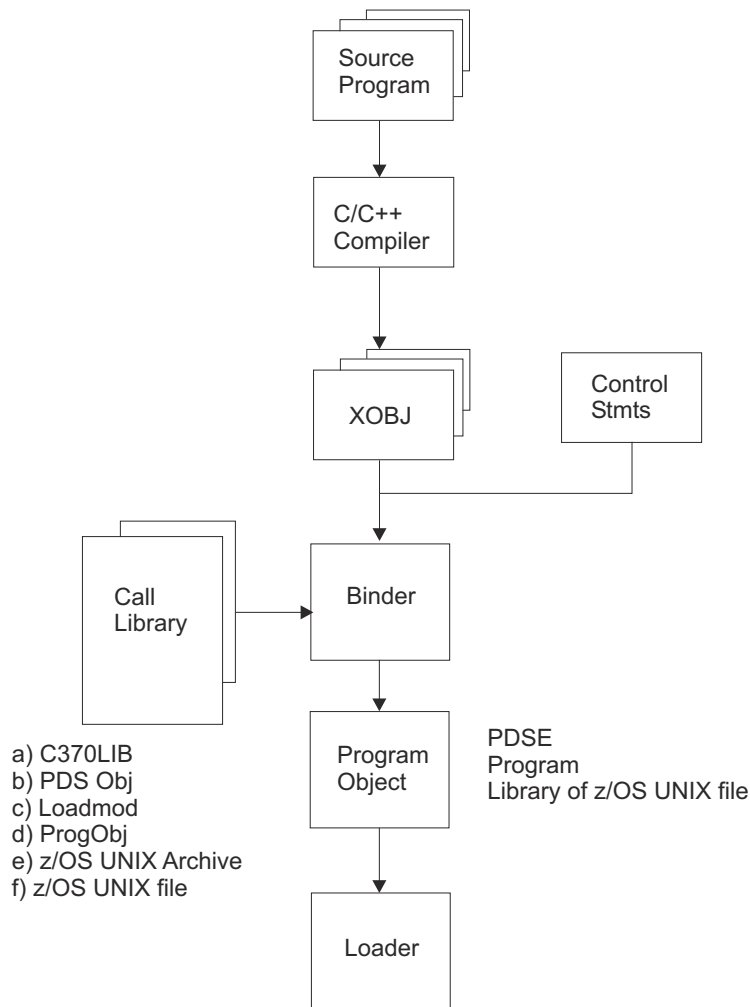 Source
Program
C/C++
Compiler
XOBJ
Control
Stmts
Call
Library
Binder
a) C370LIB
b) PDS Obj
c) Loadmod
d) ProgObj
e) z/OS UNIX Archive
f) z/OS UNIX file
Program
Object
PDSE
Program
Library of z/OS UNIX file
Loader